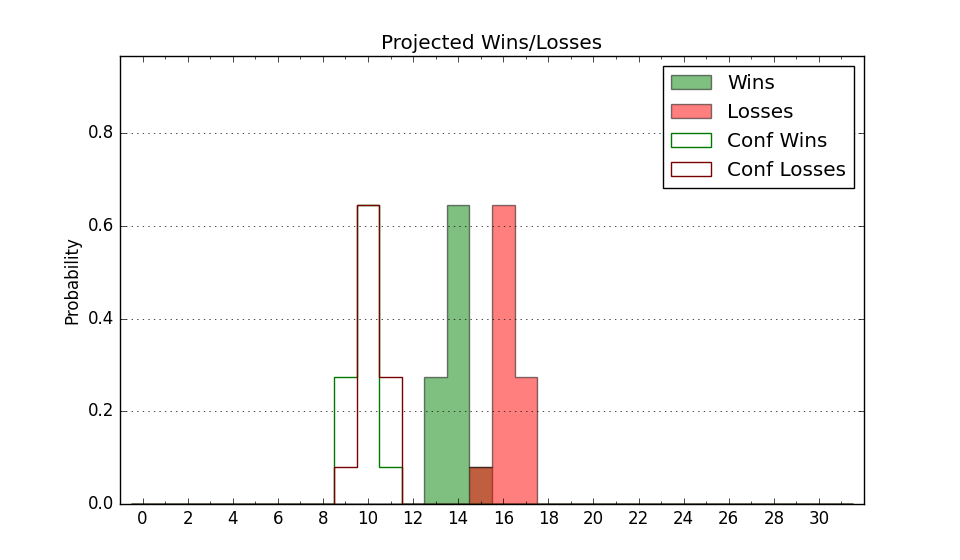 Projected Wins/Losses
Wins
Losses
Conf Wins
Conf Losses
Probability
0.8
0.6
0.4
0.2
0.0
0 2 4 6 8 10 12 14 16 18 20 22 24 26 28 30